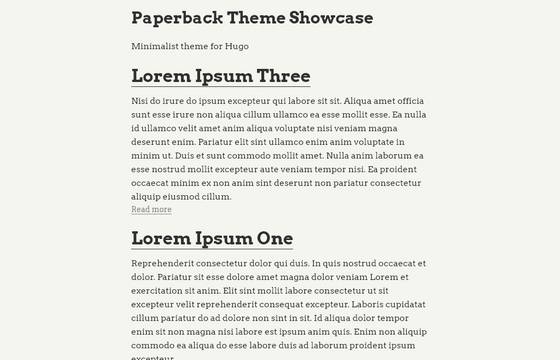 Paperback Theme Showcase
Minimalist theme for Hugo
Lorem Ipsum Three
Nisi do irure do ipsum excepteur qui labore sit sit. Aliqua amet officia
sunt esse irure non aliqua cillum ullamco ea esse mollit esse. Ea nulla
id ullamco velit amet anim aliqua voluptate nisi veniam magna
deserunt enim. Pariatur elit sint ullamco enim anim voluptate in
minim ut. Duis et sunt commodo mollit amet. Nulla anim laborum ea
esse nostrud mollit excepteur aute veniam tempor nisi. Ea proident
occaecat minim ex non anim sint deserunt non pariatur consectetur
aliquip eiusmod cillum.
Read more
Lorem Ipsum One
Reprehenderit consectetur dolor qui duis. In quis nostrud occaecat et
dolor. Pariatur sit esse dolore amet magna dolor veniam Lorem et
exercitation sit anim. Elit sint mollit labore consectetur ut sit
excepteur velit reprehenderit consequat excepteur. Laboris cupidatat
cillum pariatur do ad dolore non sint in sit. Id aliqua dolor tempor
enim sit non magna nisi labore est ipsum anim quis. Enim non aliquip
commodo ea aliqua do esse labore duis ad laborum proident ipsum
excepteur